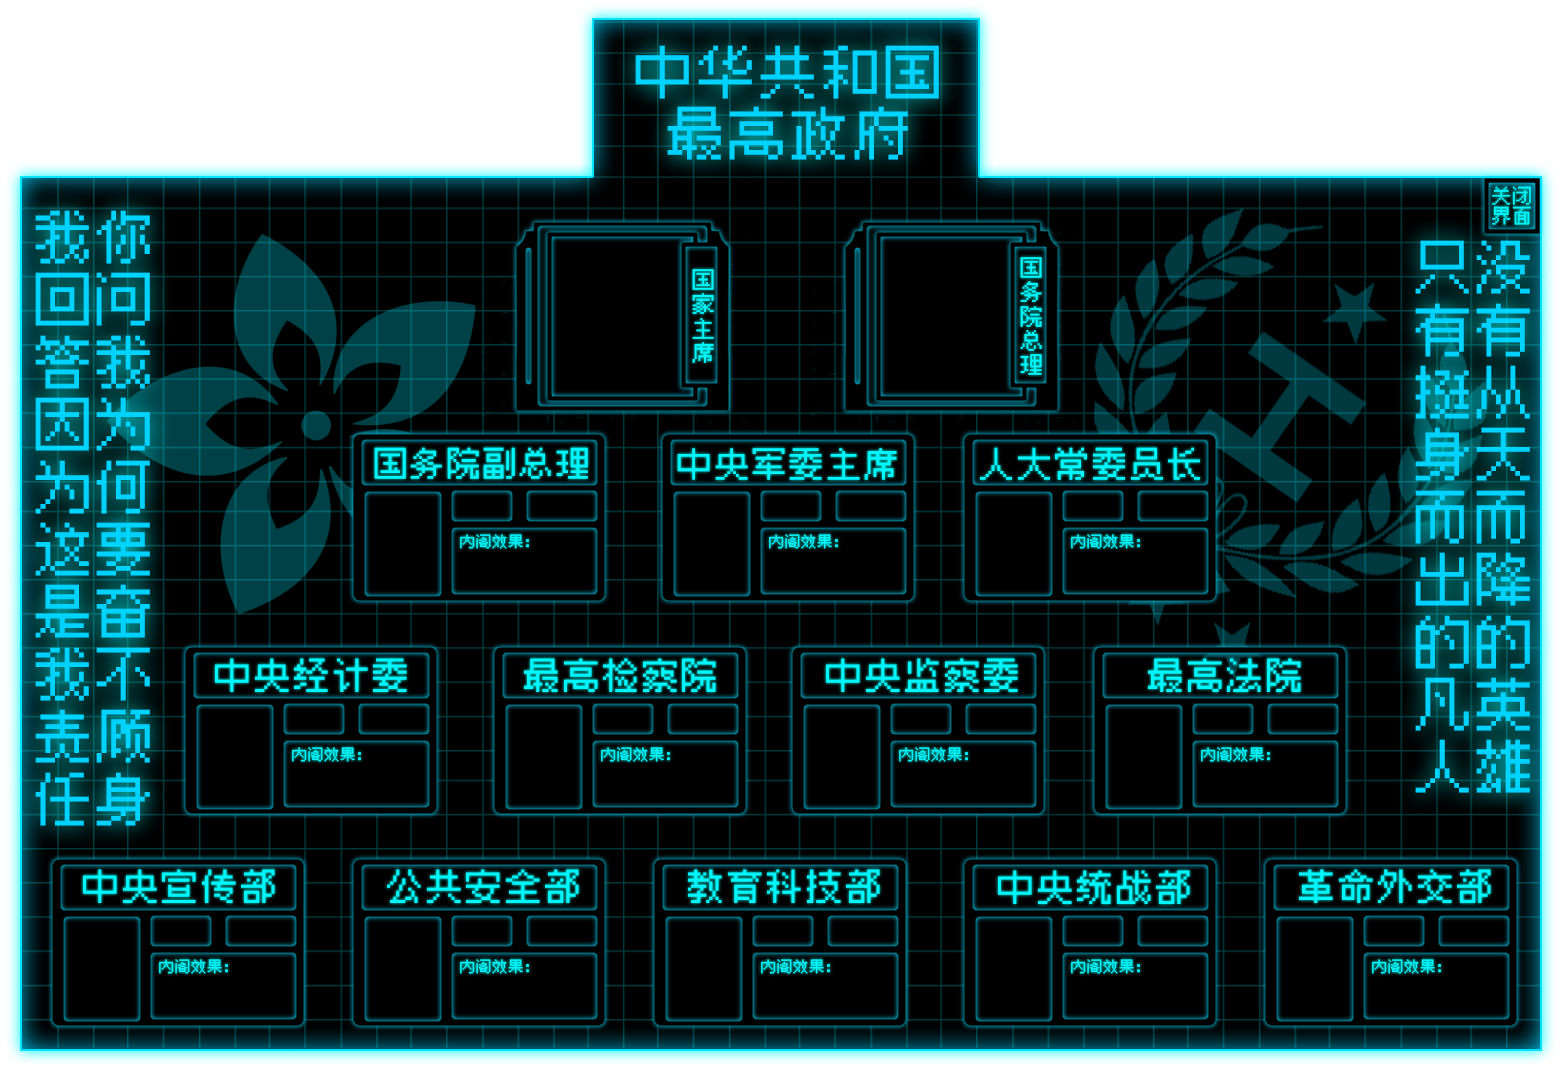 中华共和国
最高政府
关闭
界面
你问我为何要奋不顾身
我回答因为这是我责任
没有从天而降的英雄
只有挺身而出的凡人
国家主席
国务院总理
国务院副总理
内阁效果:
中央军委主席
内阁效果:
人大常委员长
内阁效果:
中央经计委
内阁效果:
最高检察院
内阁效果:
中央监察委
内阁效果:
最高法院
内阁效果:
中央宣传部
内阁效果:
公共安全部
内阁效果:
教育科技部
内阁效果:
中央统战部
内阁效果:
革命外交部
内阁效果:
H